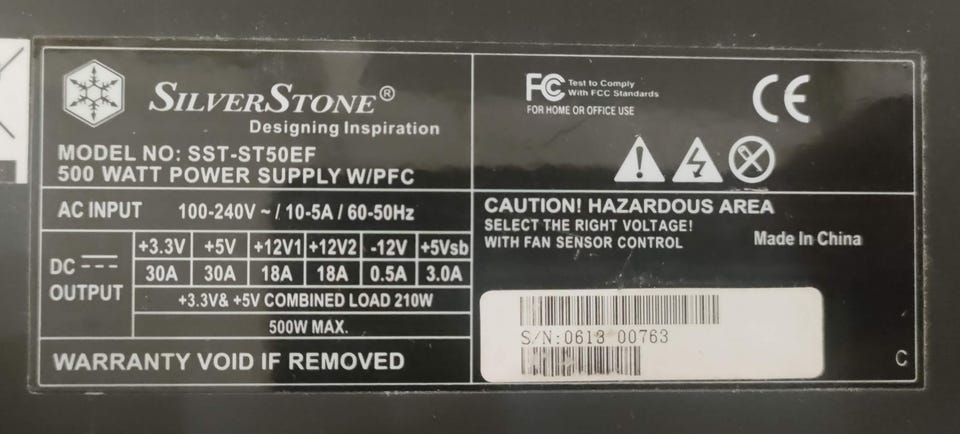 SILVERSTONE®
Designing Inspiration
MODEL NO: SST-ST50EF
500 WATT POWER SUPPLY W/PFC
AC INPUT 100-240V ~ / 10-5A / 60-50Hz
DC OUTPUT
+3.3V +5V +12V1 +12V2 -12V +5Vsb
30A 30A 18A 18A 0.5A 3.0A
+3.3V& +5V COMBINED LOAD 210W
500W MAX.
WARRANTY VOID IF REMOVED
FC Test to Comply
With FCC Standards
FOR HOME OR OFFICE USE
CE
CAUTION! HAZARDOUS AREA
SELECT THE RIGHT VOLTAGE!
WITH FAN SENSOR CONTROL
Made In China
S/N:0613 00763
C